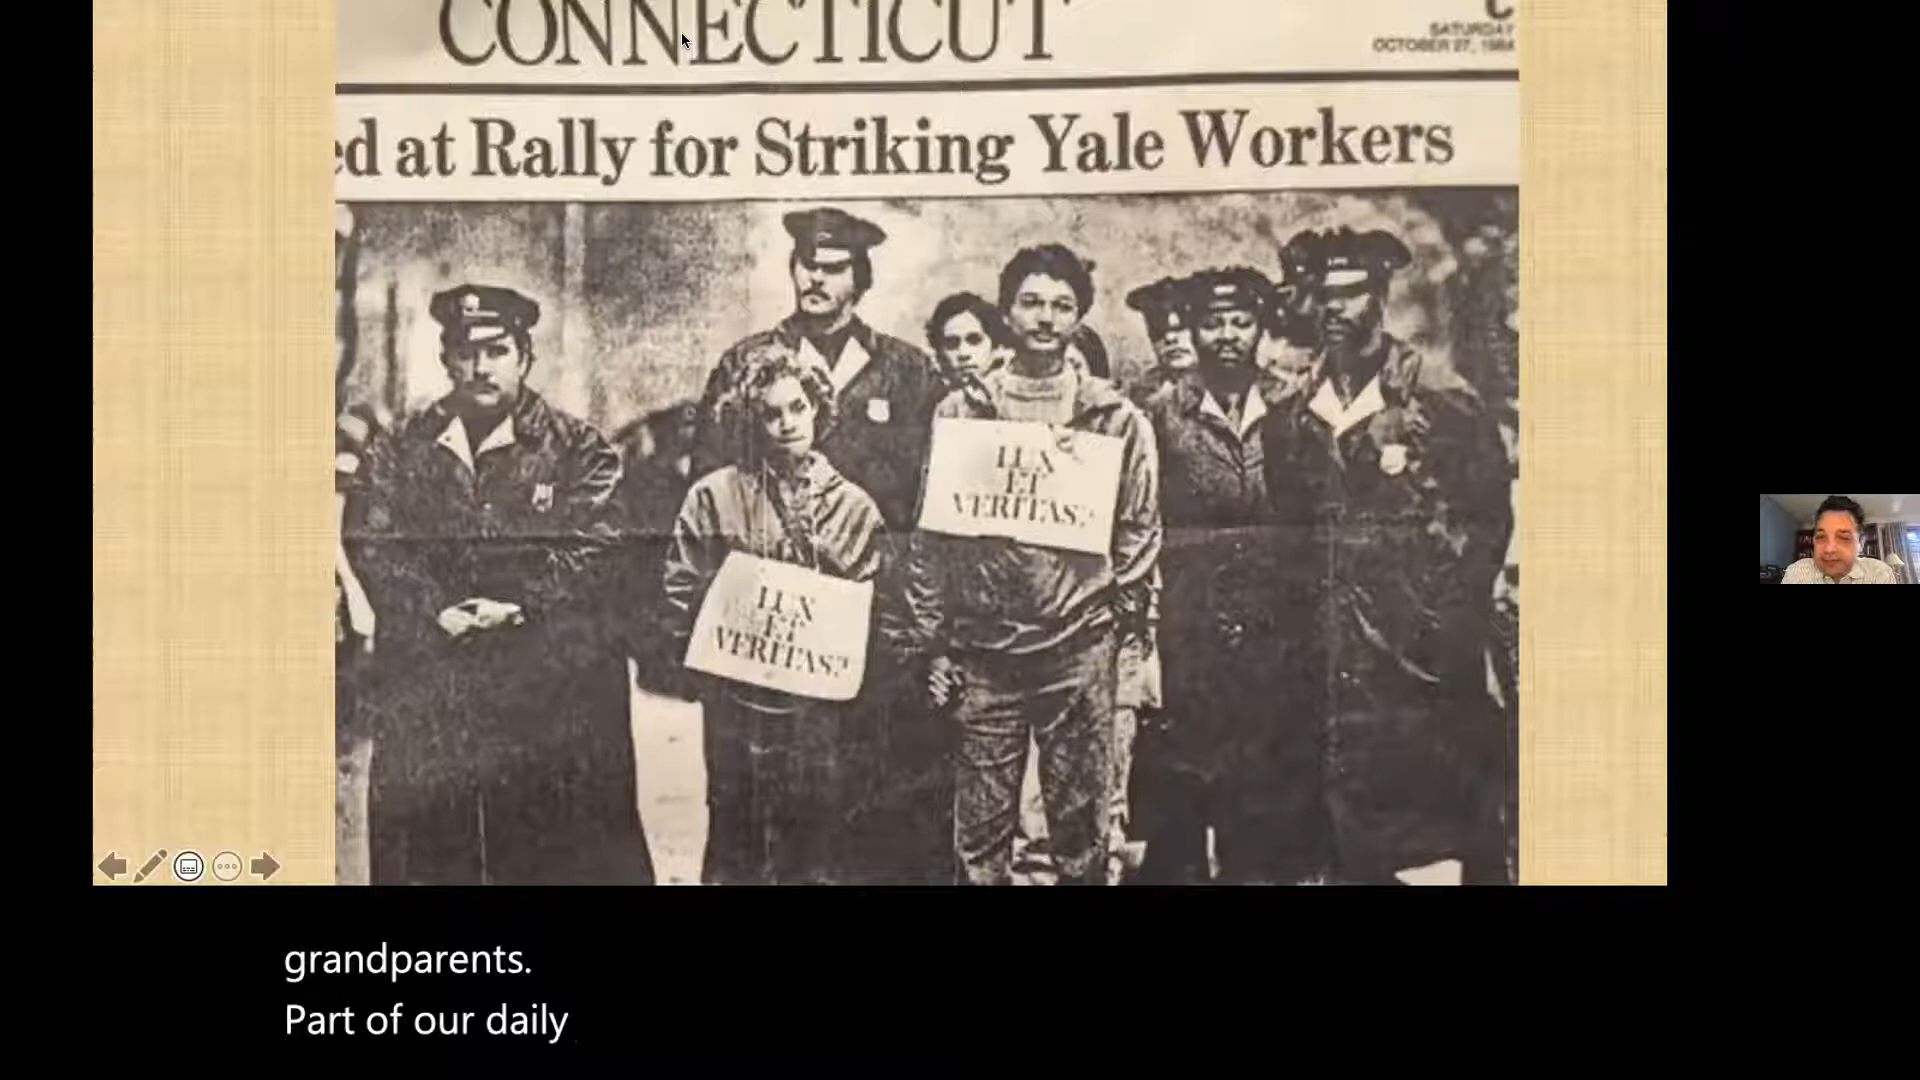 CONNECTICUT
C
SATURDAY
OCTOBER 27, 1984
ed at Rally for Striking Yale Workers
LUX
ET
VERITAS?
LUX
ET
VERITAS?
grandparents.
Part of our daily